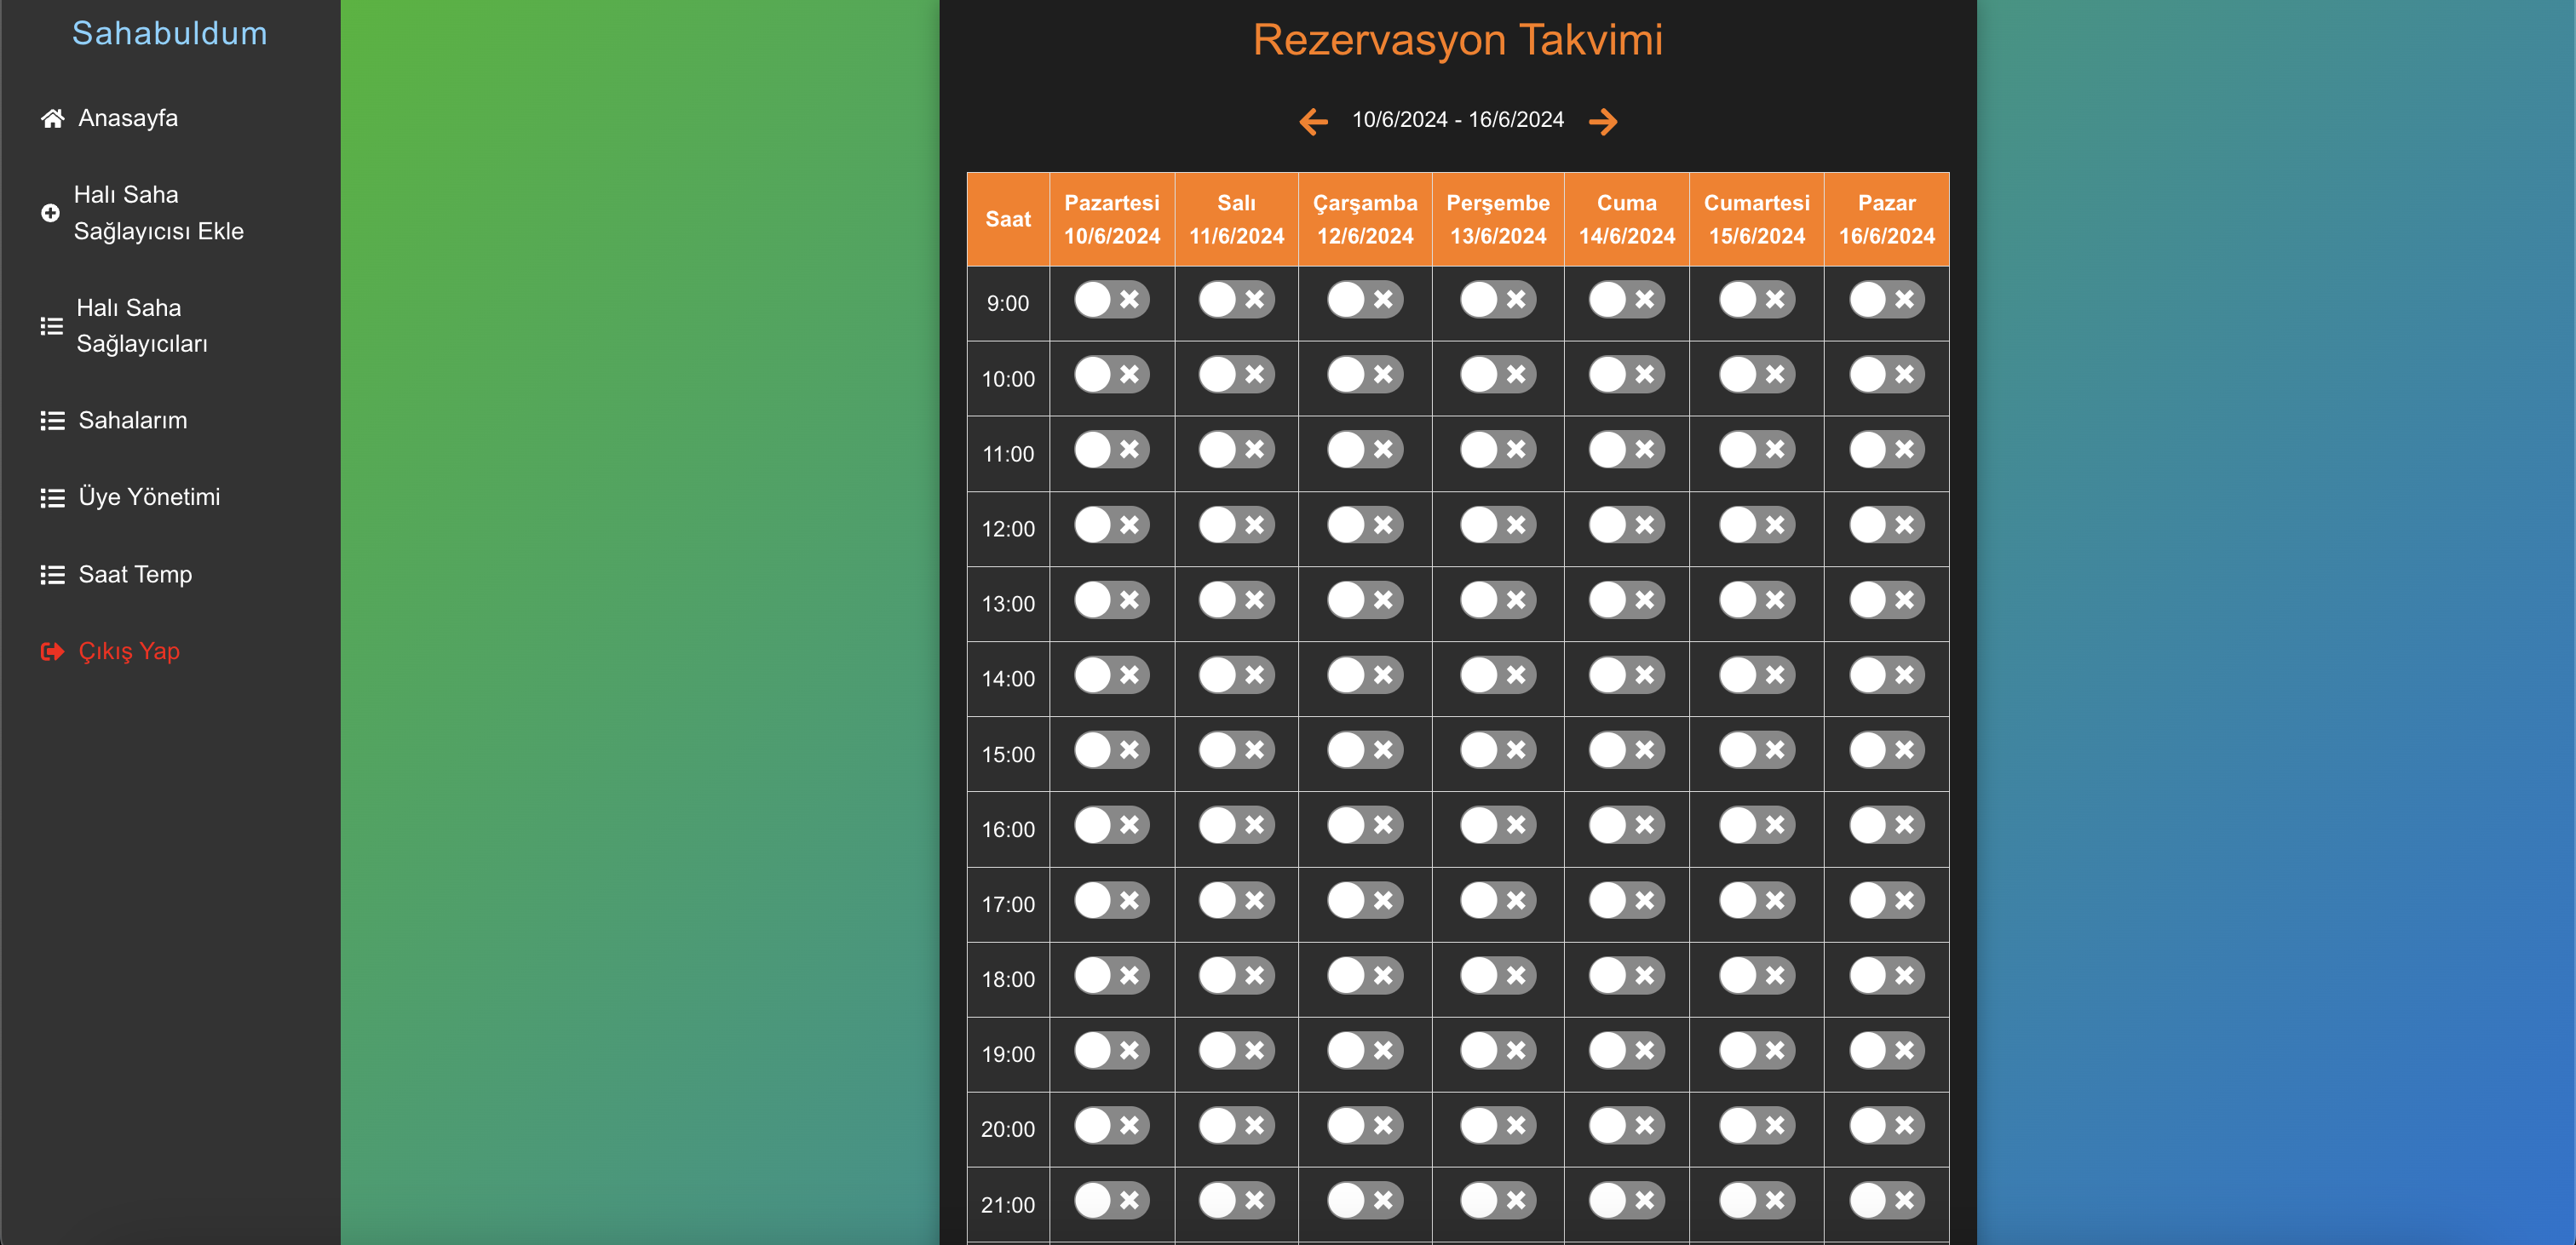 Sahabuldum
Anasayfa
Halı Saha
Sağlayıcısı Ekle
Halı Saha
Sağlayıcıları
Sahalarım
Üye Yönetimi
Saat Temp
Çıkış Yap
Rezervasyon Takvimi
10/6/2024 - 16/6/2024
Saat Pazartesi 10/6/2024 Salı 11/6/2024 Çarşamba 12/6/2024 Perşembe 13/6/2024 Cuma 14/6/2024 Cumartesi 15/6/2024 Pazar 16/6/2024
9:00
10:00
11:00
12:00
13:00
14:00
15:00
16:00
17:00
18:00
19:00
20:00
21:00